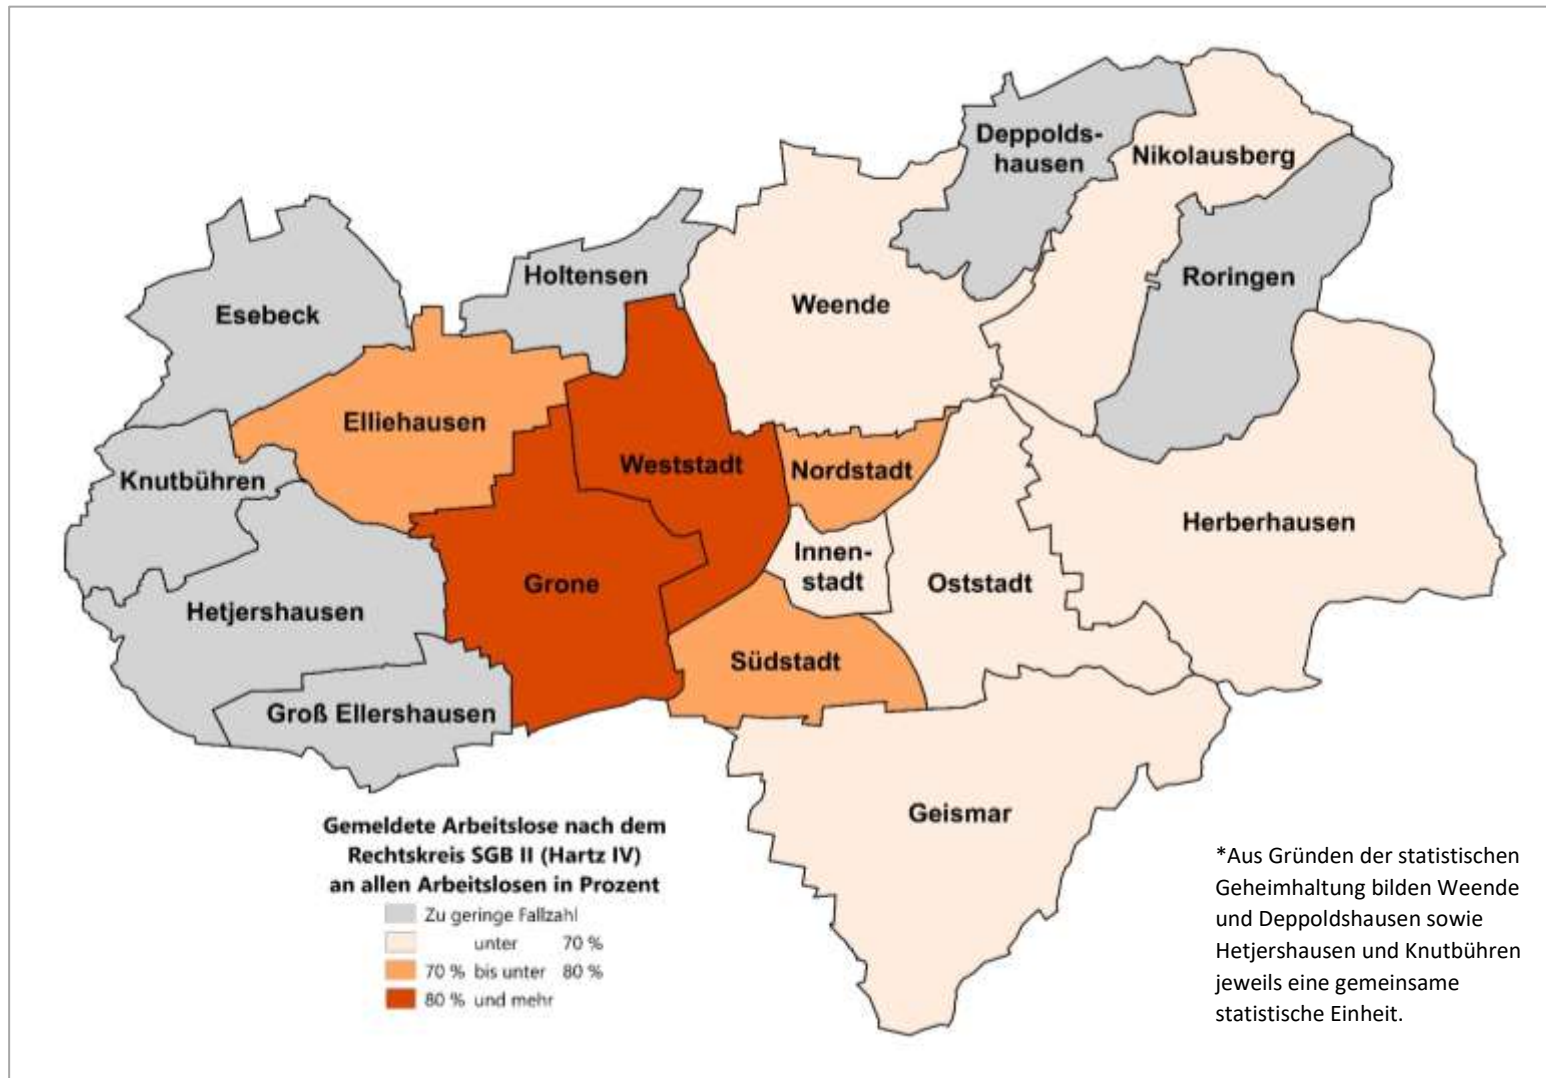 Deppolds-
hausen
Nikolausberg
Holtensen
Roringen
Esebeck
Weende
Elliehausen
Weststadt
Nordstadt
Knutbühren
Herberhausen
Innen-
stadt
Grone
Oststadt
Hetjershausen
Südstadt
Groß Ellershausen
Geismar
Gemeldete Arbeitslose nach dem
Rechtskreis SGB II (Hartz IV)
an allen Arbeitslosen in Prozent
Zu geringe Fallzahl
unter 70 %
70 % bis unter 80 %
80 % und mehr
*Aus Gründen der statistischen
Geheimhaltung bilden Weende
und Deppoldshausen sowie
Hetjershausen und Knutbühren
jeweils eine gemeinsame
statistische Einheit.